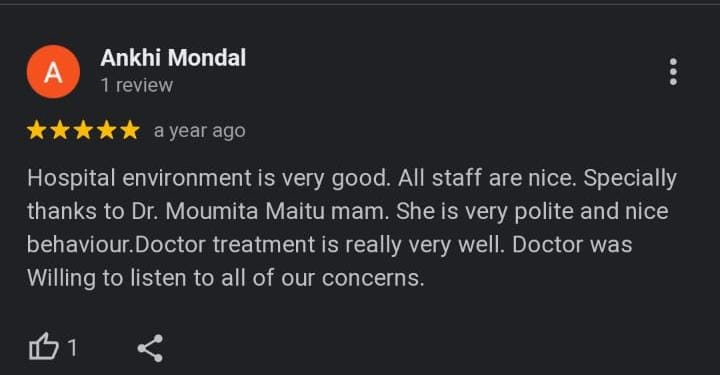 A
Ankhi Mondal
1 review
a year ago
Hospital environment is very good. All staff are nice. Specially
thanks to Dr. Moumita Maitu mam. She is very polite and nice
behaviour.Doctor treatment is really very well. Doctor was
Willing to listen to all of our concerns.
1